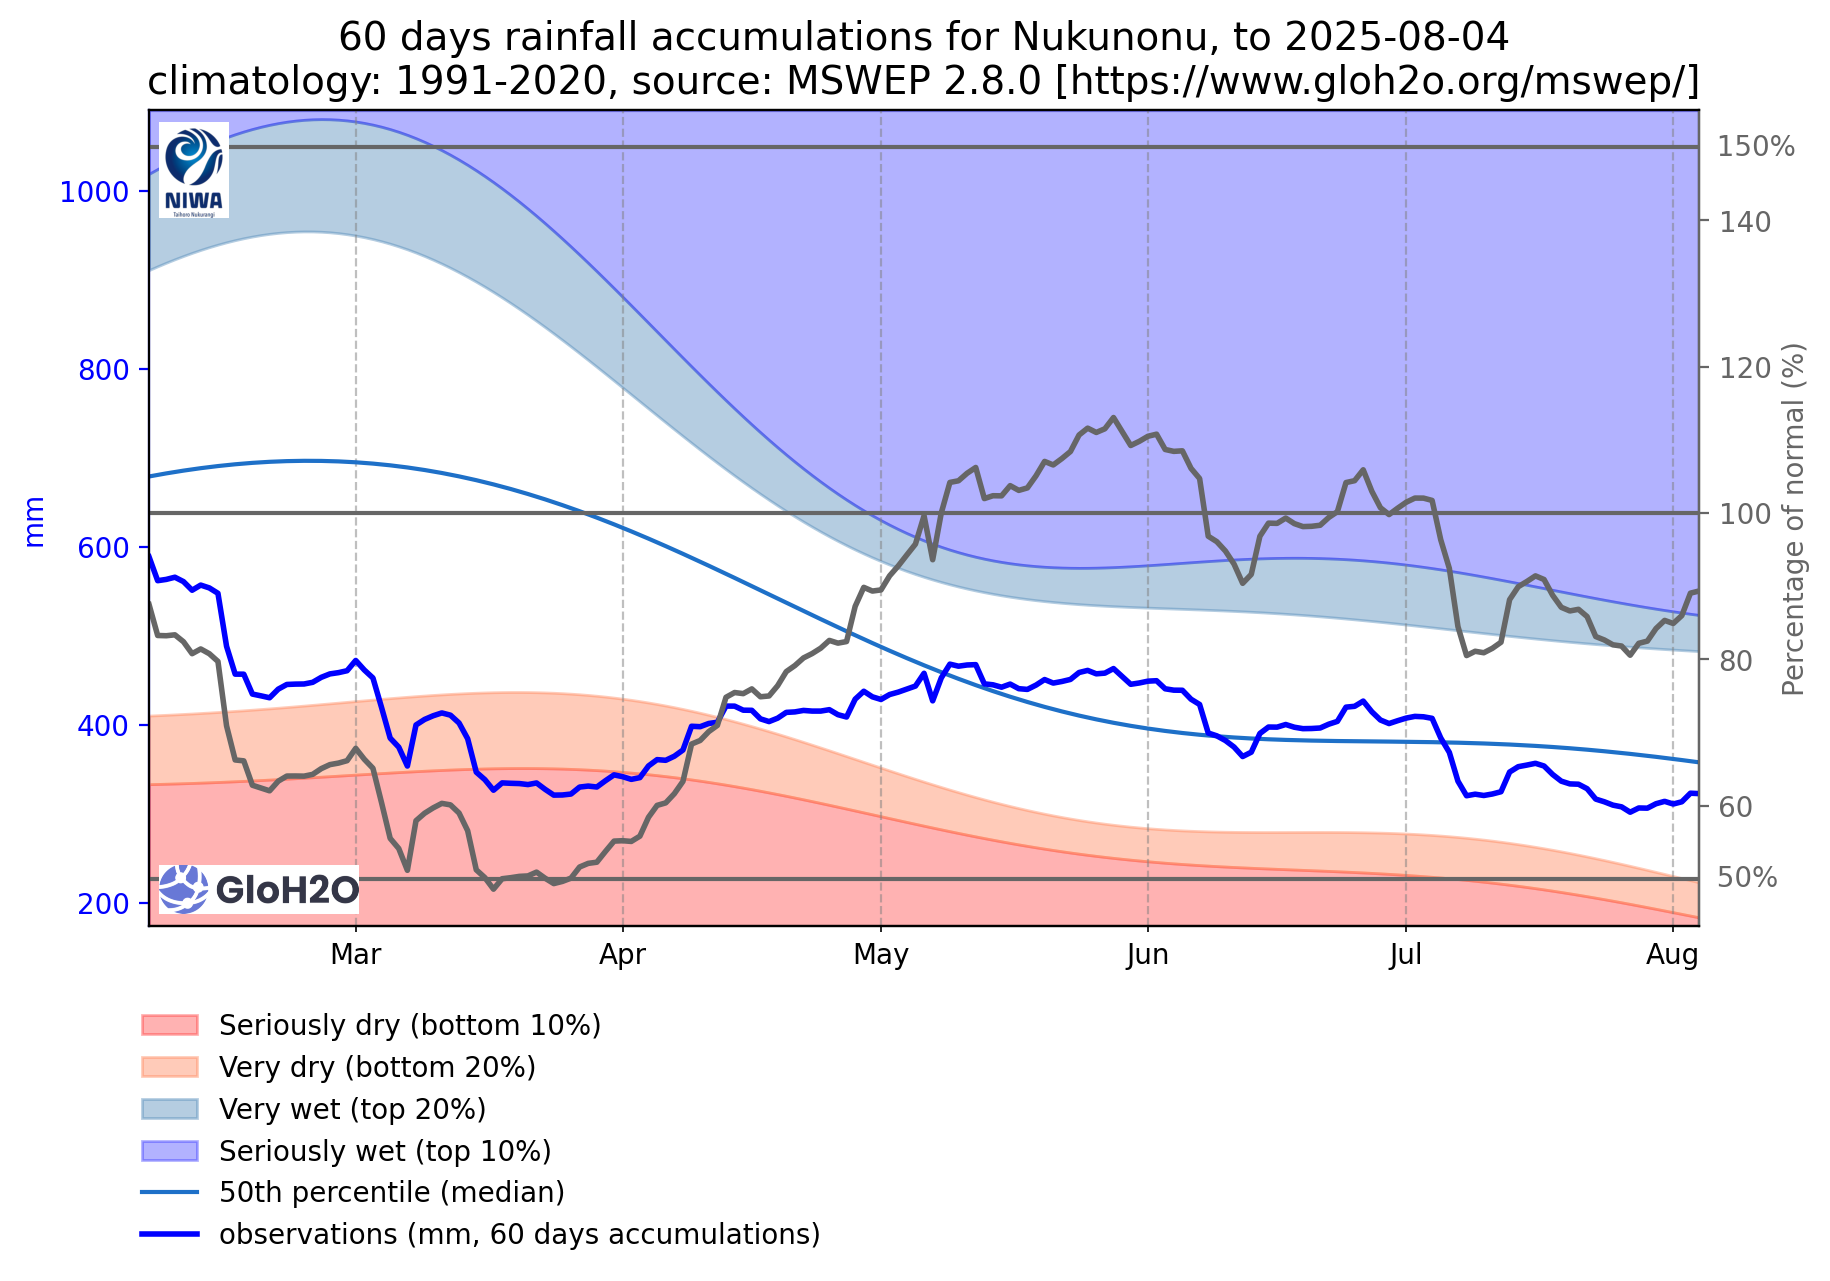 60 days rainfall accumulations for Nukunonu, to 2025-08-04
climatology: 1991-2020, source: MSWEP 2.8.0 [https://www.gloh2o.org/mswep/]
NIWA
Taihoro Nukurangi
1000
800
600
400
200
mm
150%
140
120
100
80
60
50%
Percentage of normal (%)
GloH2O
Mar
Apr
May
Jun
Jul
Aug
Seriously dry (bottom 10%)
Very dry (bottom 20%)
Very wet (top 20%)
Seriously wet (top 10%)
50th percentile (median)
observations (mm, 60 days accumulations)